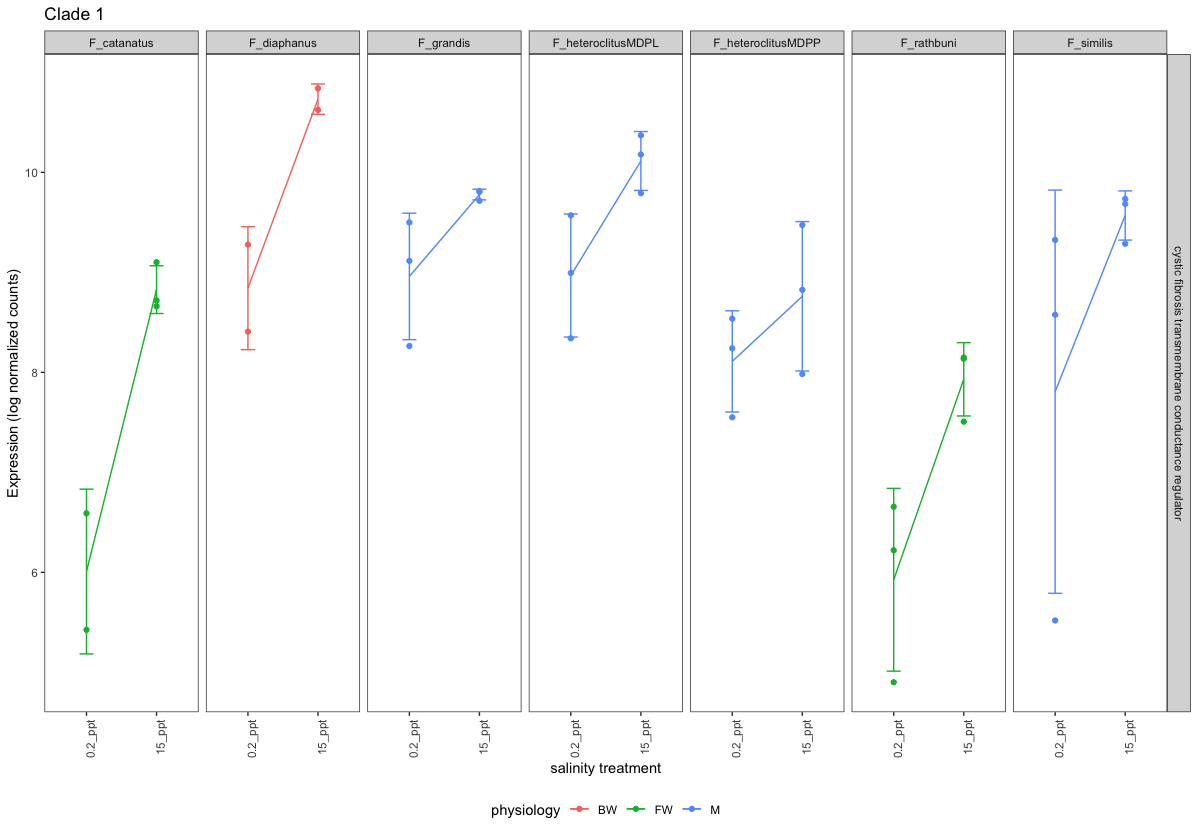 Clade 1
F_catanatus
F_diaphanus
F_grandis
F_heteroclitusMDPL
F_heteroclitusMDPP
F_rathbuni
F_similis
cystic fibrosis transmembrane conductance regulator
Expression (log normalized counts)
10
8
6
0.2_ppt
15_ppt
0.2_ppt
15_ppt
0.2_ppt
15_ppt
0.2_ppt
15_ppt
0.2_ppt
15_ppt
0.2_ppt
15_ppt
0.2_ppt
15_ppt
salinity treatment
physiology BW FW M